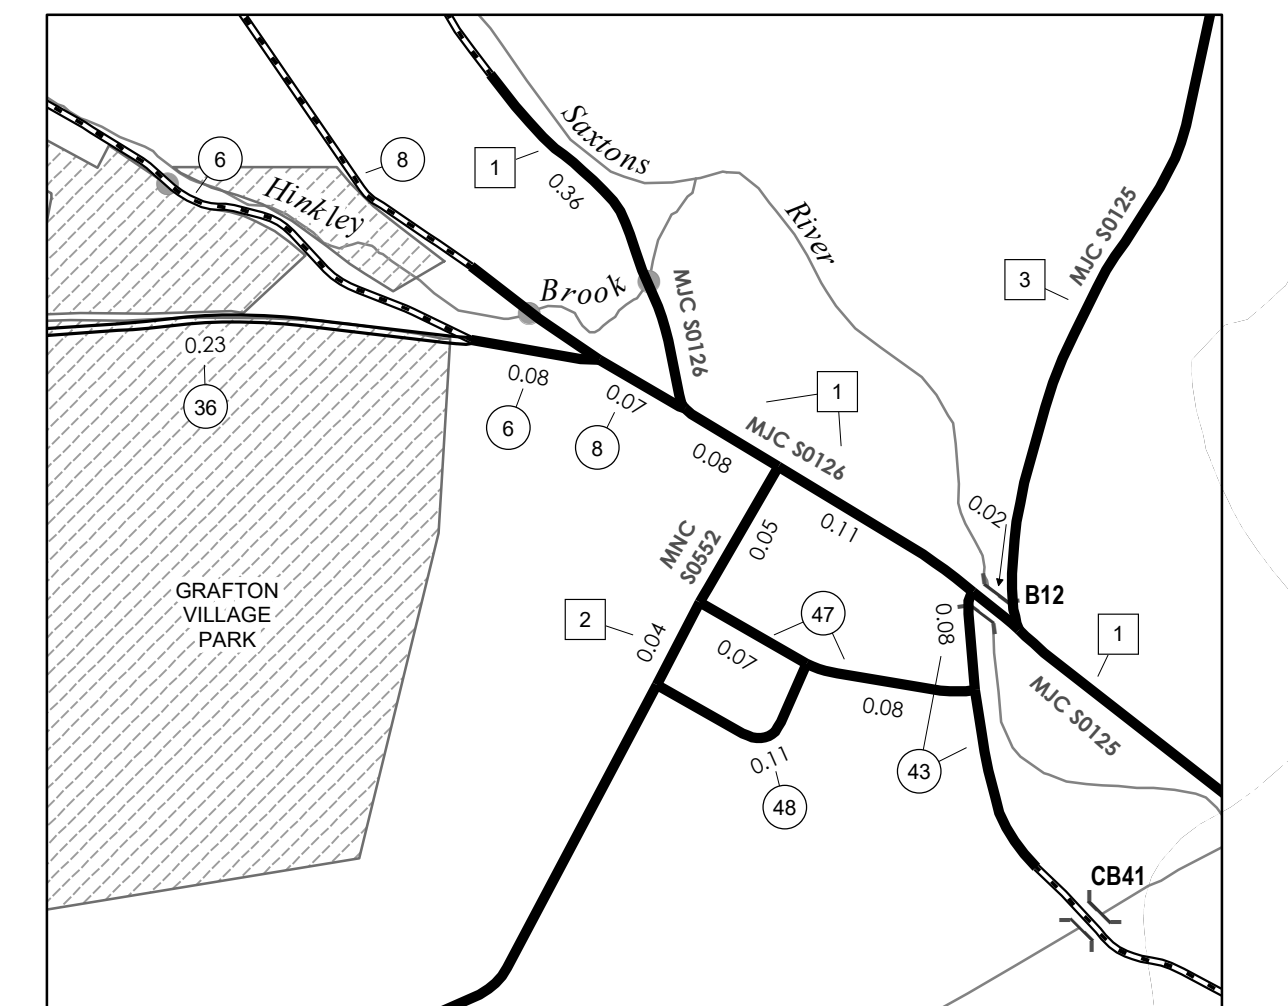 Saxtons
6
8
1
Hinkley
0.36
River
MJC S0125
3
Brook
MJC S0126
0.23
0.08
0.07
1
36
6
8
0.08
MJC S0126
0.02
0.11
MNC
S0552
0.05
GRAFTON
VILLAGE
PARK
B12
2
0.04
47
0.08
1
0.07
0.08
MJC S0125
0.11
43
48
CB41